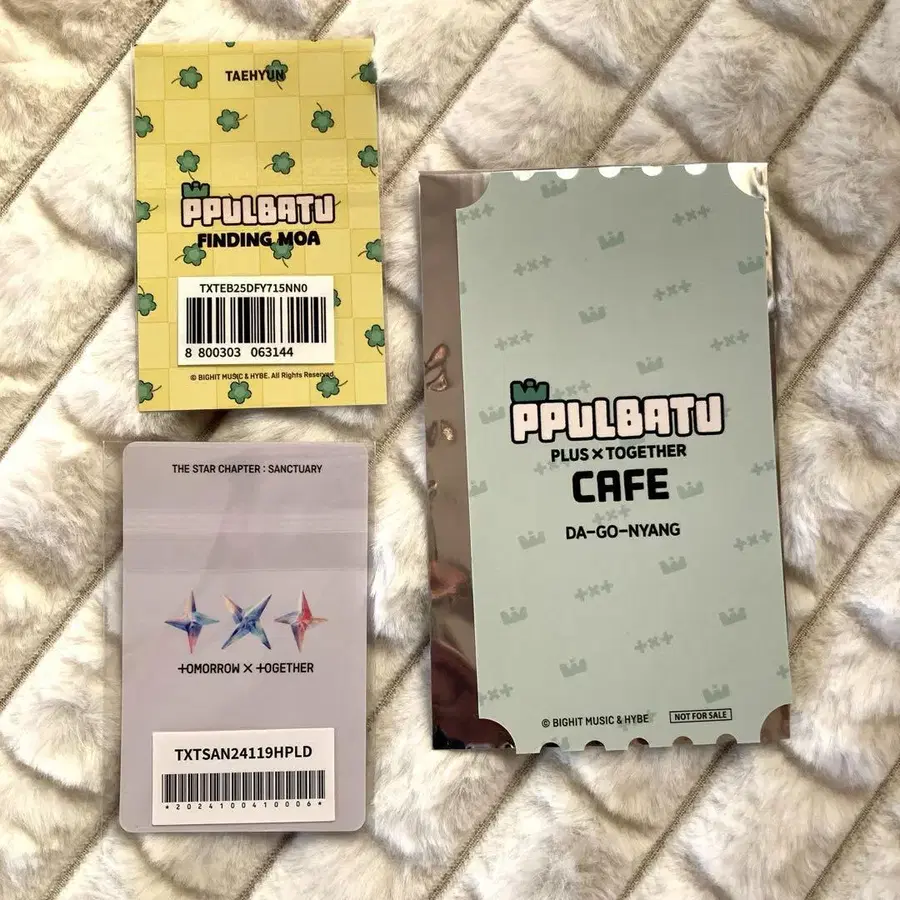 TAEHYUN
PPULBATU
FINDING MOA
TXTEB25DFY715NN0
8 800303 063144
© BIGHIT MUSIC & HYBE. All Rights Reserved.
THE STAR CHAPTER : SANCTUARY
TOMORROW × TOGETHER
TXTSAN24119HPLD
*2024100410006*
PPULBATU
PLUS × TOGETHER
CAFE
DA-GO-NYANG
© BIGHIT MUSIC & HYBE
NOT FOR SALE